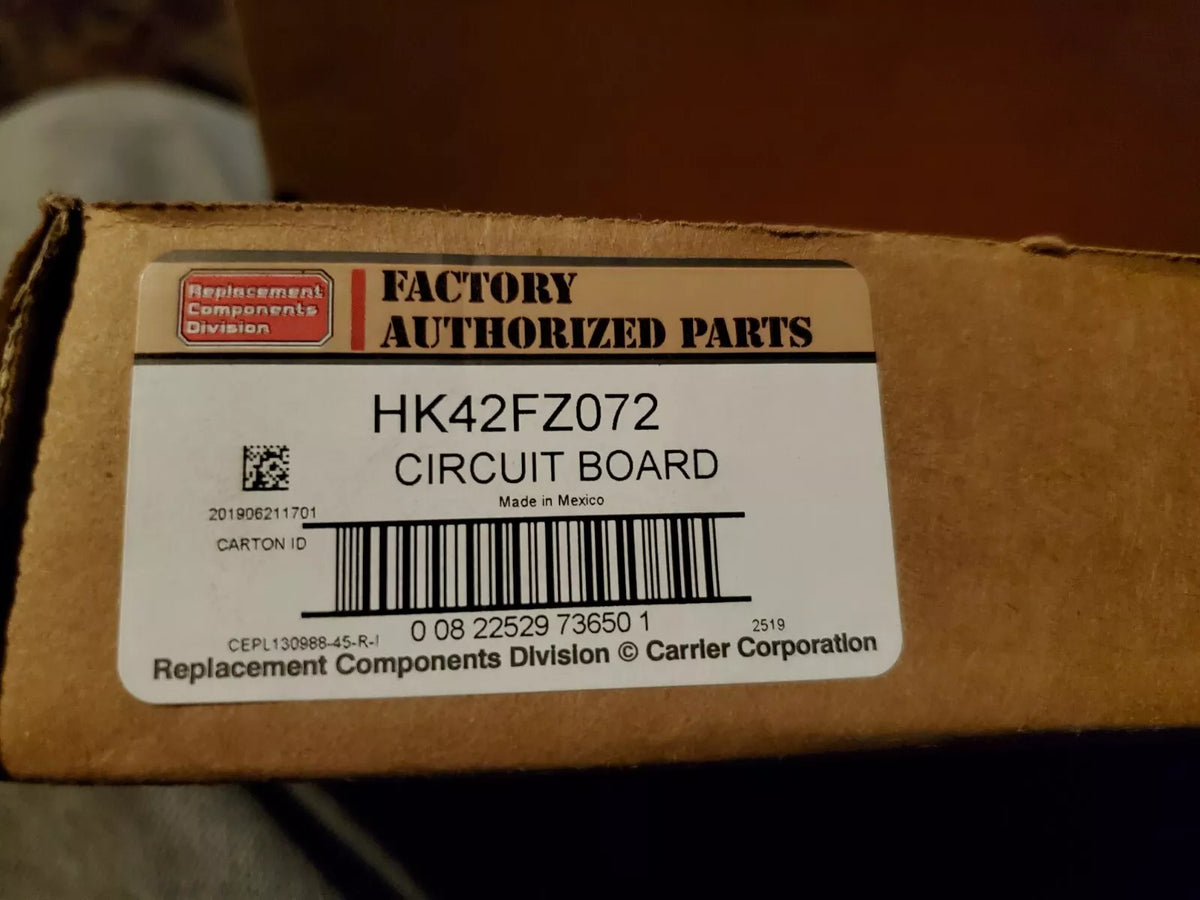 Replacement
Components
Division
FACTORY
AUTHORIZED PARTS
HK42FZ072
CIRCUIT BOARD
Made in Mexico
201906211701
CARTON ID
0 08 22529 73650 1
2519
CEPL130988-45-R-I
Replacement Components Division © Carrier Corporation